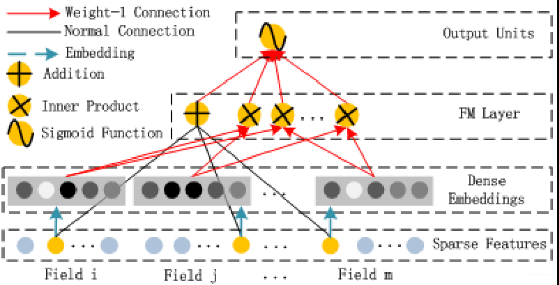 Weight-1 Connection
Normal Connection
Embedding
Addition
Inner Product
Sigmoid Function
Output Units
FM Layer
...
Dense
Embeddings
...
Sparse Features
... ... ...
Field i Field j ... Field m